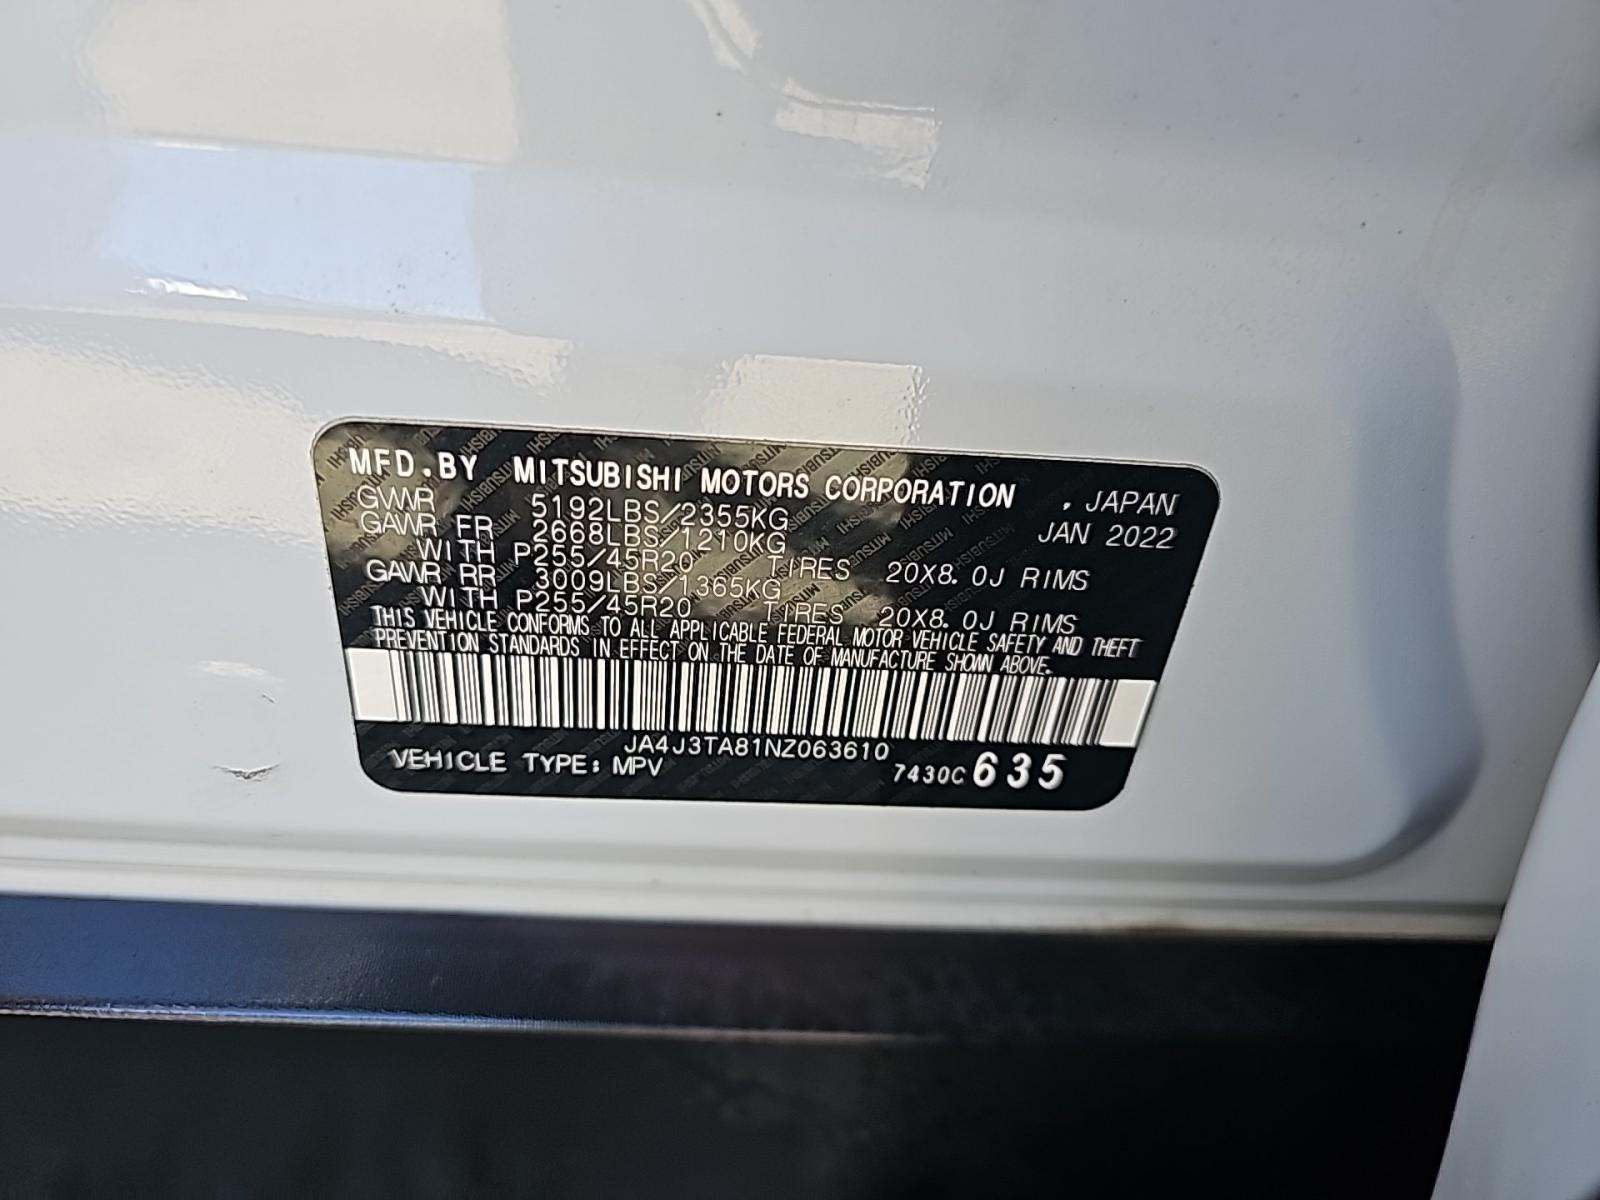 MFD.BY MITSUBISHI MOTORS CORPORATION , JAPAN
GVWR 5192LBS/2355KG JAN 2022
GAWR FR 2668LBS/1210KG
WITH P255/45R20 TIRES 20X8.0J RIMS
GAWR RR 3009LBS/1365KG
WITH P255/45R20 TIRES 20X8.0J RIMS
THIS VEHICLE CONFORMS TO ALL APPLICABLE FEDERAL MOTOR VEHICLE SAFETY AND THEFT
PREVENTION STANDARDS IN EFFECT ON THE DATE OF MANUFACTURE SHOWN ABOVE.
JA4J3TA81NZ063610
VEHICLE TYPE: MPV 7430C 635